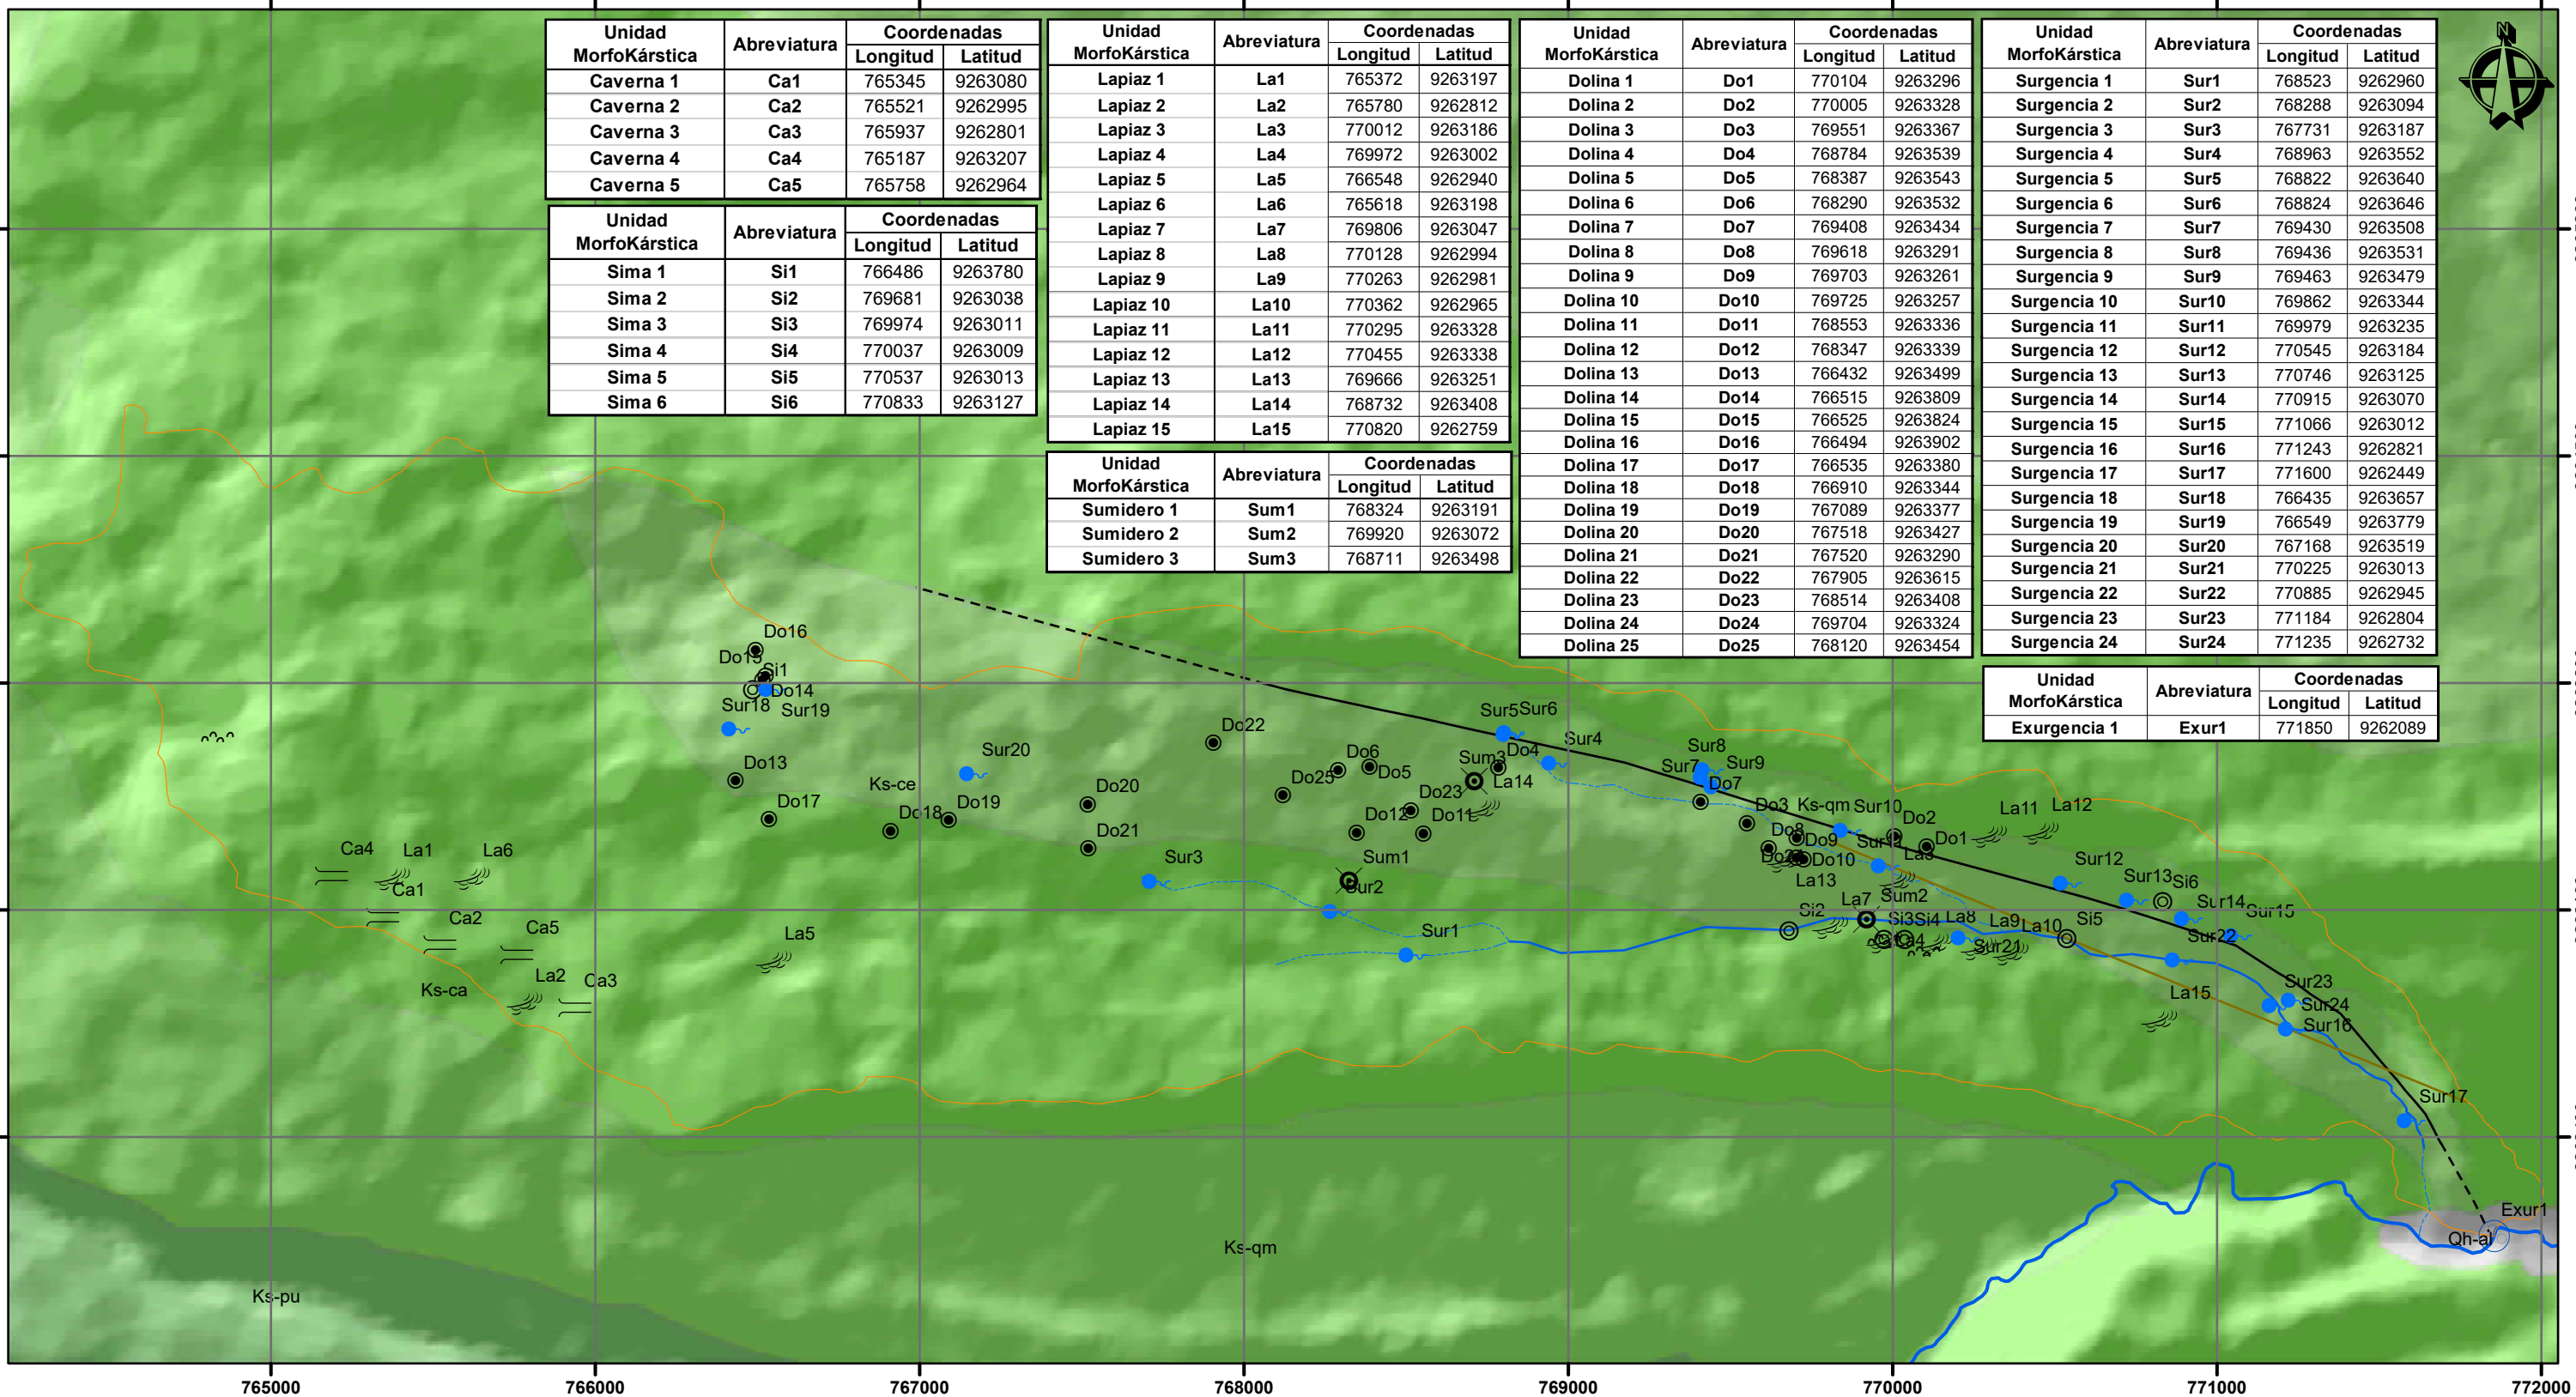 N
Unidad MorfoKárstica Abreviatura Coordenadas Longitud Latitud
Caverna 1 Ca1 765345 9263080
Caverna 2 Ca2 765521 9262995
Caverna 3 Ca3 765937 9262801
Caverna 4 Ca4 765187 9263207
Caverna 5 Ca5 765758 9262964
Unidad MorfoKárstica Abreviatura Coordenadas Longitud Latitud
Sima 1 Si1 766486 9263780
Sima 2 Si2 769681 9263038
Sima 3 Si3 769974 9263011
Sima 4 Si4 770037 9263009
Sima 5 Si5 770537 9263013
Sima 6 Si6 770833 9263127
Unidad MorfoKárstica Abreviatura Coordenadas Longitud Latitud
Lapiaz 1 La1 765372 9263197
Lapiaz 2 La2 765780 9262812
Lapiaz 3 La3 770012 9263186
Lapiaz 4 La4 769972 9263002
Lapiaz 5 La5 766548 9262940
Lapiaz 6 La6 765618 9263198
Lapiaz 7 La7 769806 9263047
Lapiaz 8 La8 770128 9262994
Lapiaz 9 La9 770263 9262981
Lapiaz 10 La10 770362 9262965
Lapiaz 11 La11 770295 9263328
Lapiaz 12 La12 770455 9263338
Lapiaz 13 La13 769666 9263251
Lapiaz 14 La14 768732 9263408
Lapiaz 15 La15 770820 9262759
Unidad MorfoKárstica Abreviatura Coordenadas Longitud Latitud
Sumidero 1 Sum1 768324 9263191
Sumidero 2 Sum2 769920 9263072
Sumidero 3 Sum3 768711 9263498
Unidad MorfoKárstica Abreviatura Coordenadas Longitud Latitud
Dolina 1 Do1 770104 9263296
Dolina 2 Do2 770005 9263328
Dolina 3 Do3 769551 9263367
Dolina 4 Do4 768784 9263539
Dolina 5 Do5 768387 9263543
Dolina 6 Do6 768290 9263532
Dolina 7 Do7 769408 9263434
Dolina 8 Do8 769618 9263291
Dolina 9 Do9 769703 9263261
Dolina 10 Do10 769725 9263257
Dolina 11 Do11 768553 9263336
Dolina 12 Do12 768347 9263339
Dolina 13 Do13 766432 9263499
Dolina 14 Do14 766515 9263809
Dolina 15 Do15 766525 9263824
Dolina 16 Do16 766494 9263902
Dolina 17 Do17 766535 9263380
Dolina 18 Do18 766910 9263344
Dolina 19 Do19 767089 9263377
Dolina 20 Do20 767518 9263427
Dolina 21 Do21 767520 9263290
Dolina 22 Do22 767905 9263615
Dolina 23 Do23 768514 9263408
Dolina 24 Do24 769704 9263324
Dolina 25 Do25 768120 9263454
Unidad MorfoKárstica Abreviatura Coordenadas Longitud Latitud
Surgencia 1 Sur1 768523 9262960
Surgencia 2 Sur2 768288 9263094
Surgencia 3 Sur3 767731 9263187
Surgencia 4 Sur4 768963 9263552
Surgencia 5 Sur5 768822 9263640
Surgencia 6 Sur6 768824 9263646
Surgencia 7 Sur7 769430 9263508
Surgencia 8 Sur8 769436 9263531
Surgencia 9 Sur9 769463 9263479
Surgencia 10 Sur10 769862 9263344
Surgencia 11 Sur11 769979 9263235
Surgencia 12 Sur12 770545 9263184
Surgencia 13 Sur13 770746 9263125
Surgencia 14 Sur14 770915 9263070
Surgencia 15 Sur15 771066 9263012
Surgencia 16 Sur16 771243 9262821
Surgencia 17 Sur17 771600 9262449
Surgencia 18 Sur18 766435 9263657
Surgencia 19 Sur19 766549 9263779
Surgencia 20 Sur20 767168 9263519
Surgencia 21 Sur21 770225 9263013
Surgencia 22 Sur22 770885 9262945
Surgencia 23 Sur23 771184 9262804
Surgencia 24 Sur24 771235 9262732
Unidad MorfoKárstica Abreviatura Coordenadas Longitud Latitud
Exurgencia 1 Exur1 771850 9262089
Do16
Do15
Si1
Do14
Sur18
Sur19
Do13
Do17
Ks-ce
Do18
Do19
Sur20
Do20
Do21
Do22
Do25
Do6
Do5
Do12
Do23
Do11
Sum3
Do4
La14
Sur5
Sur6
Sur4
Sur8
Sur7
Sur9
Do7
Do3
Ks-qm
Sur10
Do2
La11
La12
Do8
Do9
Do10
Do1
La13
Sum1
Sur2
Sur3
Sur1
Si2
La7
Sum2
Si3
Si4
La8
La9
La10
Sur21
Si5
Sur12
Sur13
Si6
Sur14
Sur15
Sur22
Sur23
Sur24
Sur16
La15
Sur17
Exur1
Qh-al
Ca4
La1
La6
Ca1
Ca2
Ca5
La2
Ca3
Ks-ca
La5
Ks-qm
Ks-pu
765000 766000 767000 768000 769000 770000 771000 772000